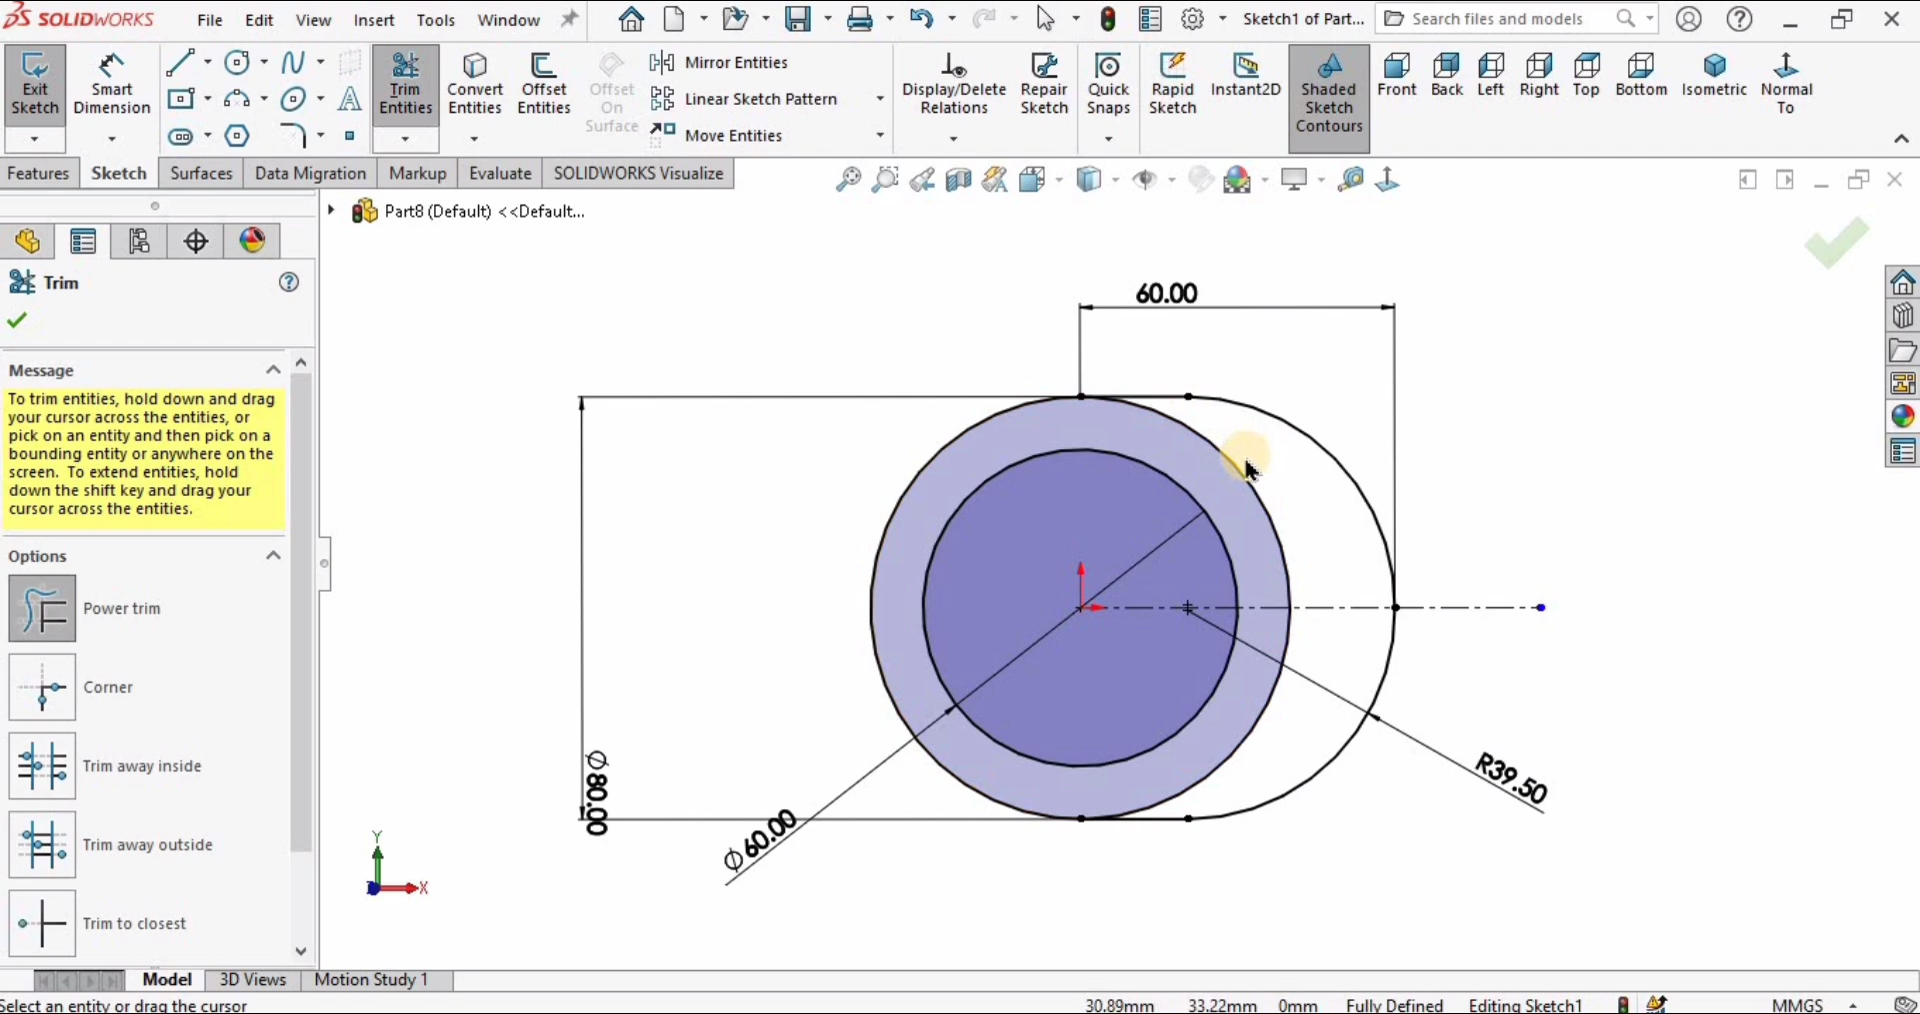 SOLIDWORKS File Edit View Insert Tools Window Sketch1 of Part... Search files and models
Exit Sketch
Smart Dimension
Trim Entities
Convert Entities
Offset Entities
Offset On Surface
Mirror Entities
Linear Sketch Pattern
Move Entities
Display/Delete Relations
Repair Sketch
Quick Snaps
Rapid Sketch
Instant2D
Shaded Sketch Contours
Front Back Left Right Top Bottom Isometric
Normal To
Features Sketch Surfaces Data Migration Markup Evaluate SOLIDWORKS Visualize
Part8 (Default) <<Default...
Trim
Message
To trim entities, hold down and drag
your cursor across the entities, or
pick on an entity and then pick on a
bounding entity or anywhere on the
screen. To extend entities, hold
down the shift key and drag your
cursor across the entities.
Options
Power trim
Corner
Trim away inside
Trim away outside
Trim to closest
60.00
∅80.00
∅60.00
R39.50
Y
X
Z
Model 3D Views Motion Study 1
Select an entity or drag the cursor 30.89mm 33.22mm 0mm Fully Defined Editing Sketch1 MMGS